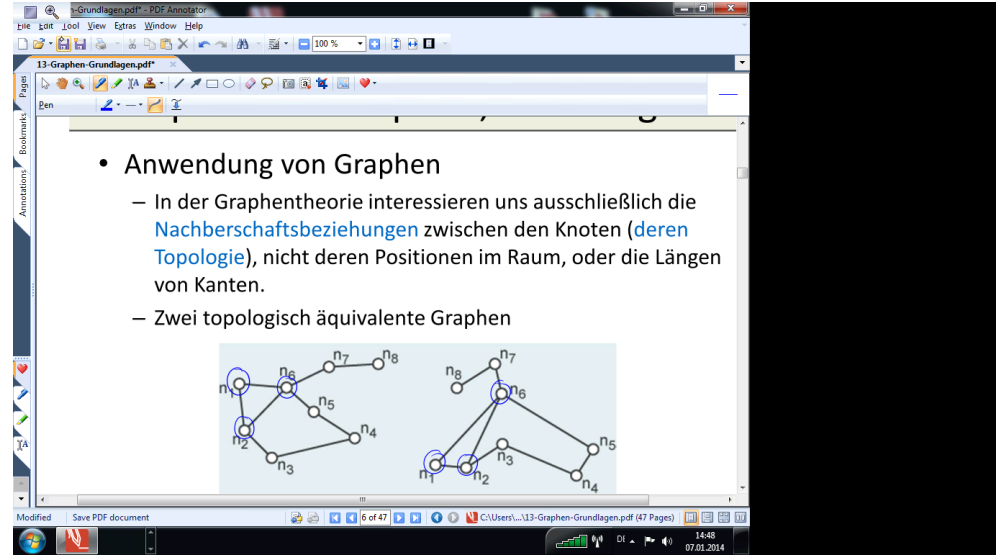 n-Grundlagen.pdf* - PDF Annotator
File Edit Tool View Extras Window Help
100 %
13-Graphen-Grundlagen.pdf*
Pen
Pages
Bookmarks
Annotations
• Anwendung von Graphen
– In der Graphentheorie interessieren uns ausschließlich die
Nachberschaftsbeziehungen zwischen den Knoten (deren
Topologie), nicht deren Positionen im Raum, oder die Längen
von Kanten.
– Zwei topologisch äquivalente Graphen
n7 n8
n6
n1
n5
n2
n4
n3
n7
n8
n6
n5
n3
n1
n2
n4
Modified Save PDF document 6 of 47 C:\Users\...\13-Graphen-Grundlagen.pdf (47 Pages)
DE
14:48
07.01.2014